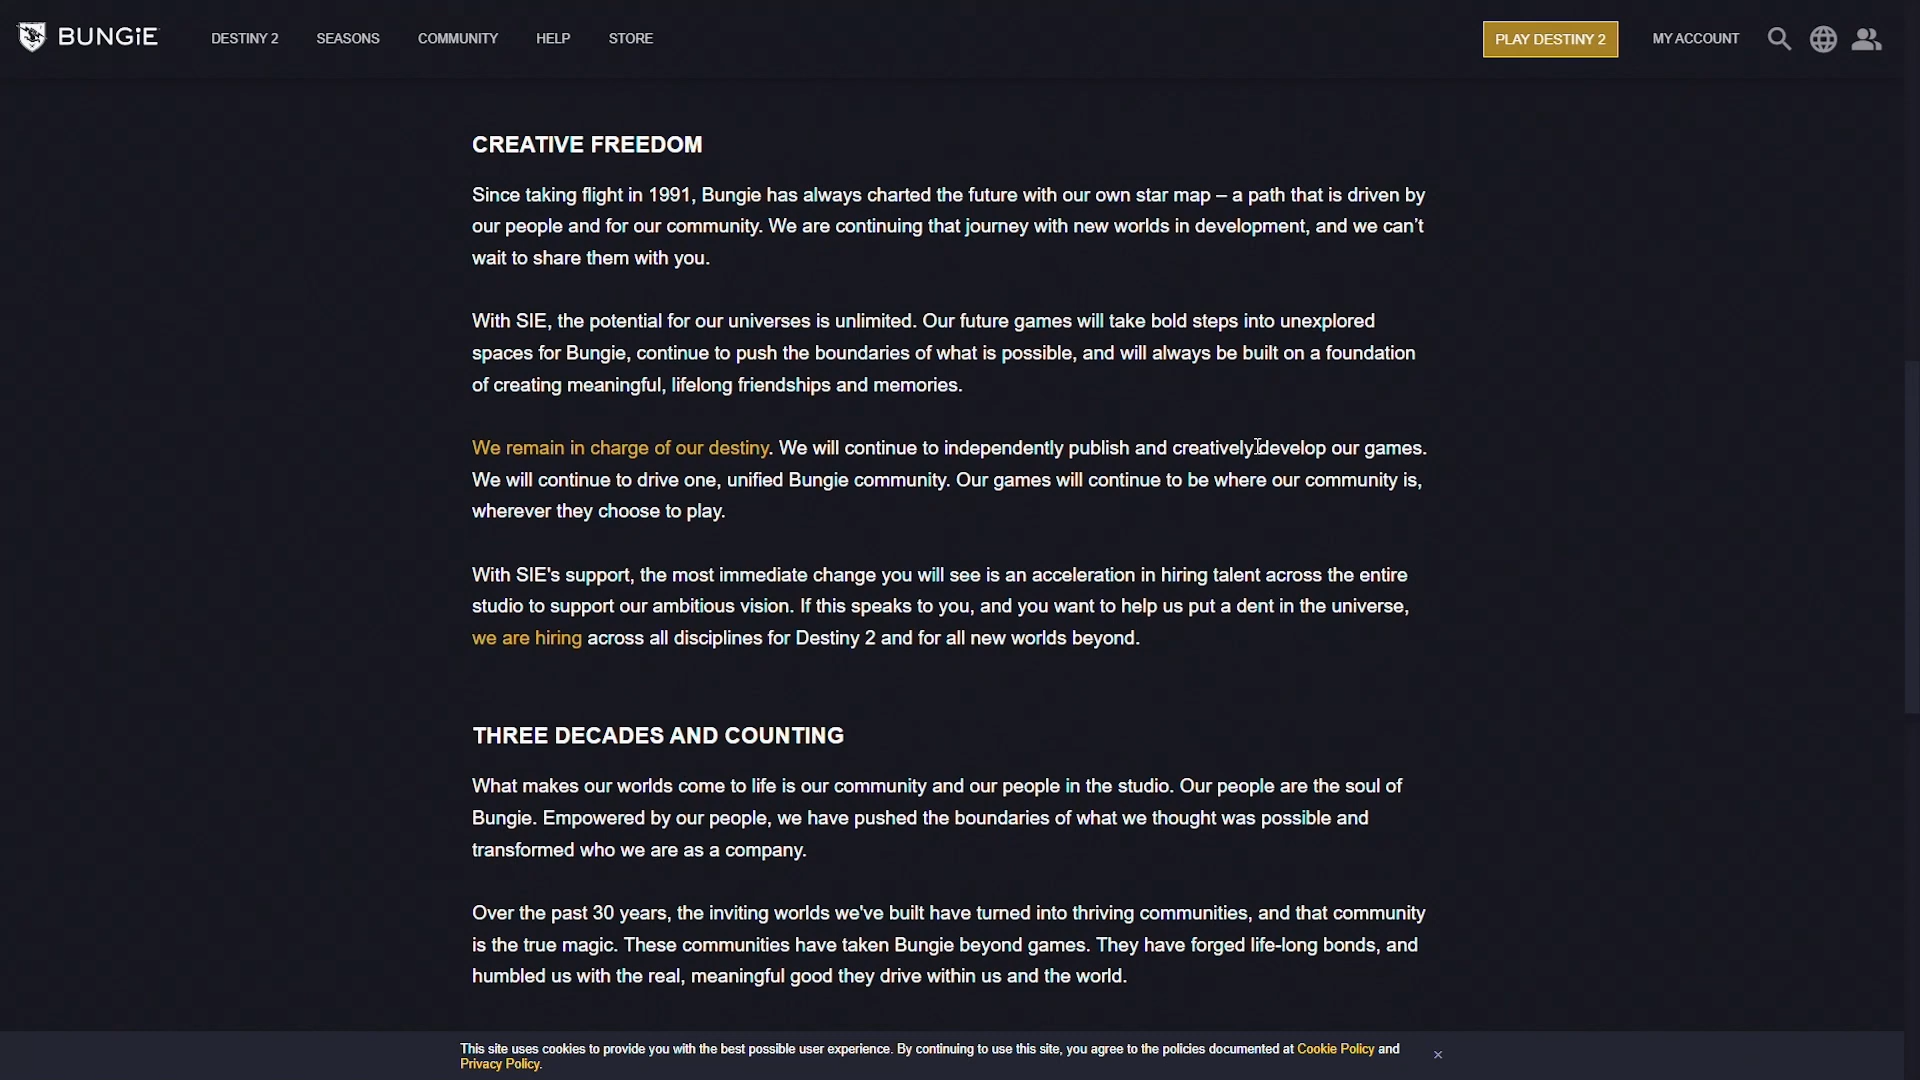 BUNGiE DESTINY 2 SEASONS COMMUNITY HELP STORE PLAY DESTINY 2 MY ACCOUNT
CREATIVE FREEDOM
Since taking flight in 1991, Bungie has always charted the future with our own star map – a path that is driven by
our people and for our community. We are continuing that journey with new worlds in development, and we can’t
wait to share them with you.
With SIE, the potential for our universes is unlimited. Our future games will take bold steps into unexplored
spaces for Bungie, continue to push the boundaries of what is possible, and will always be built on a foundation
of creating meaningful, lifelong friendships and memories.
We remain in charge of our destiny. We will continue to independently publish and creatively develop our games.
We will continue to drive one, unified Bungie community. Our games will continue to be where our community is,
wherever they choose to play.
With SIE's support, the most immediate change you will see is an acceleration in hiring talent across the entire
studio to support our ambitious vision. If this speaks to you, and you want to help us put a dent in the universe,
we are hiring across all disciplines for Destiny 2 and for all new worlds beyond.
THREE DECADES AND COUNTING
What makes our worlds come to life is our community and our people in the studio. Our people are the soul of
Bungie. Empowered by our people, we have pushed the boundaries of what we thought was possible and
transformed who we are as a company.
Over the past 30 years, the inviting worlds we've built have turned into thriving communities, and that community
is the true magic. These communities have taken Bungie beyond games. They have forged life-long bonds, and
humbled us with the real, meaningful good they drive within us and the world.
This site uses cookies to provide you with the best possible user experience. By continuing to use this site, you agree to the policies documented at Cookie Policy and
Privacy Policy.